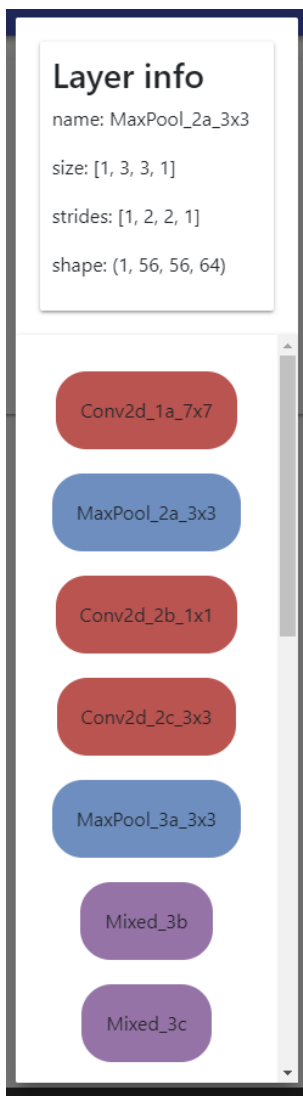 Layer info
name: MaxPool_2a_3x3
size: [1, 3, 3, 1]
strides: [1, 2, 2, 1]
shape: (1, 56, 56, 64)
Conv2d_1a_7x7
MaxPool_2a_3x3
Conv2d_2b_1x1
Conv2d_2c_3x3
MaxPool_3a_3x3
Mixed_3b
Mixed_3c